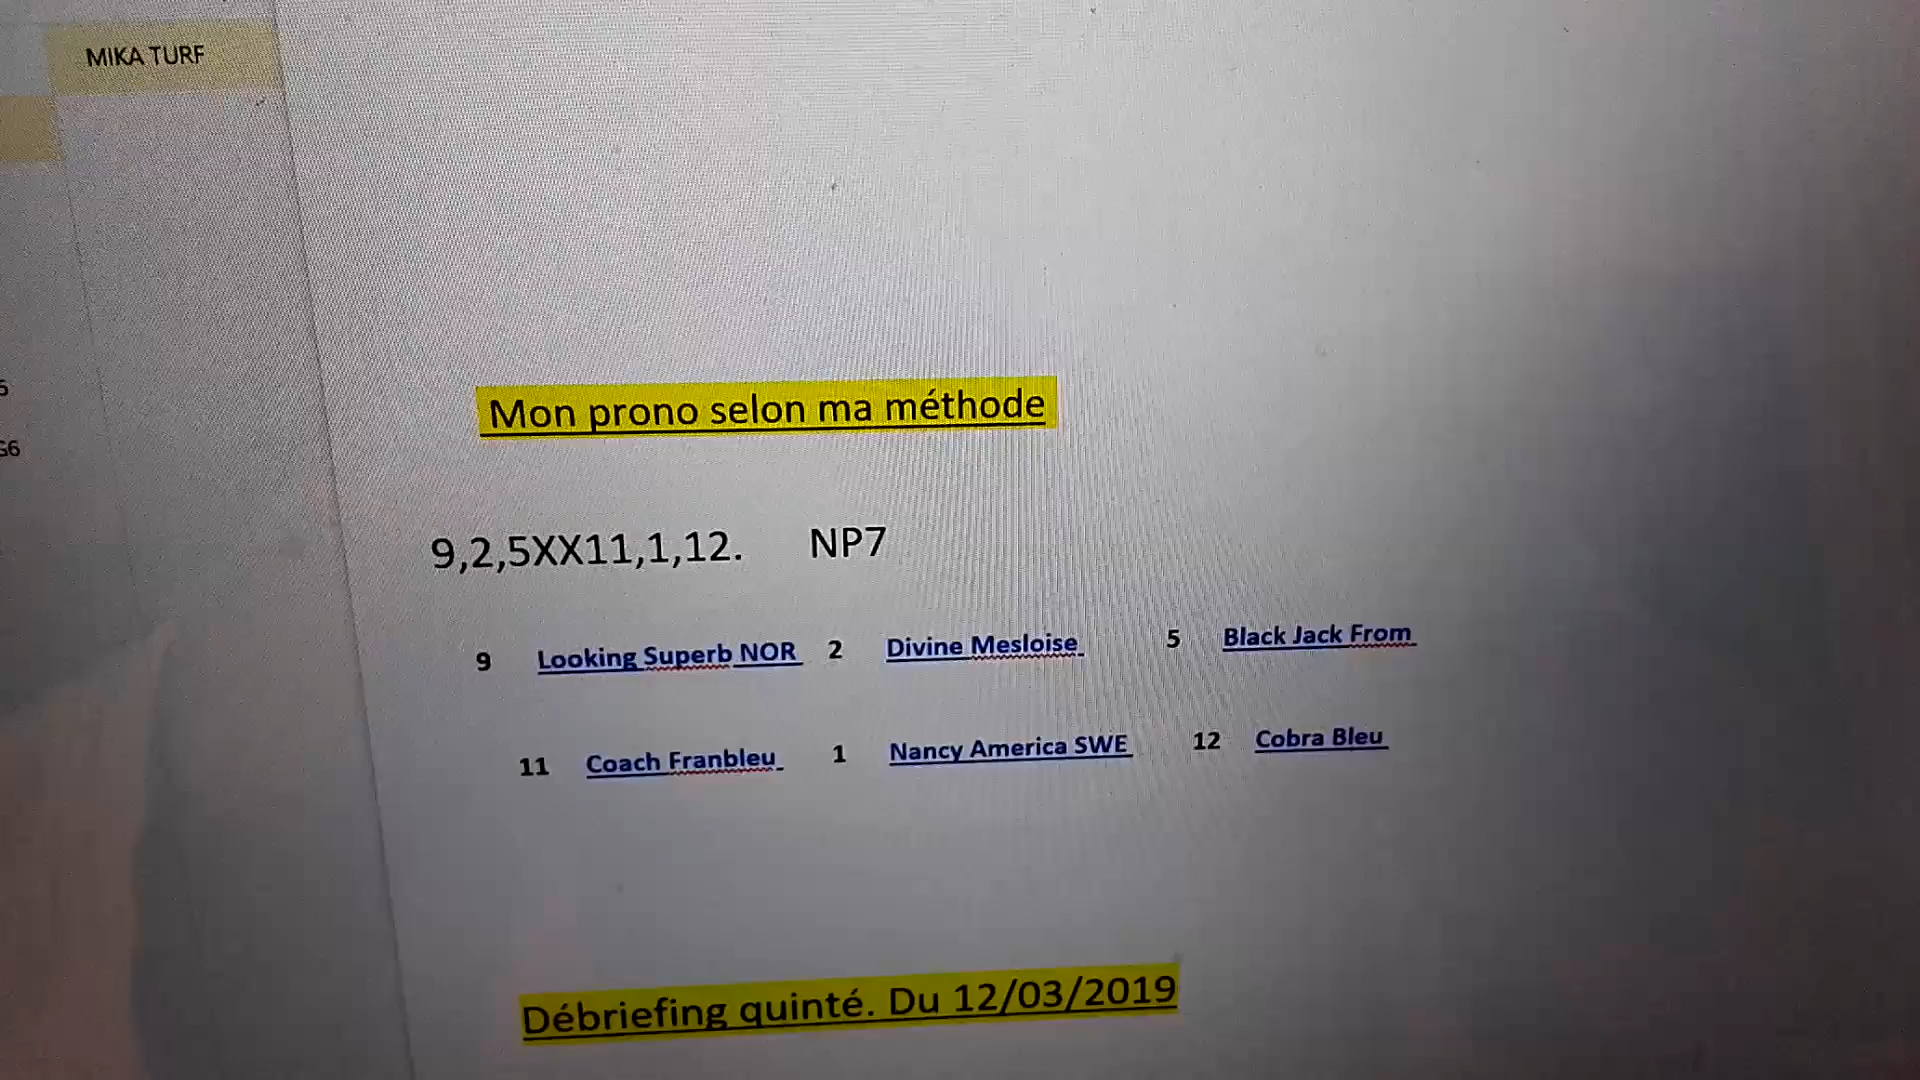 MIKA TURF
Mon prono selon ma méthode
9,2,5XX11,1,12. NP7
9 Looking Superb NOR 2 Divine Mesloise 5 Black Jack From
11 Coach Franbleu 1 Nancy America SWE 12 Cobra Bleu
Débriefing quinté. Du 12/03/2019